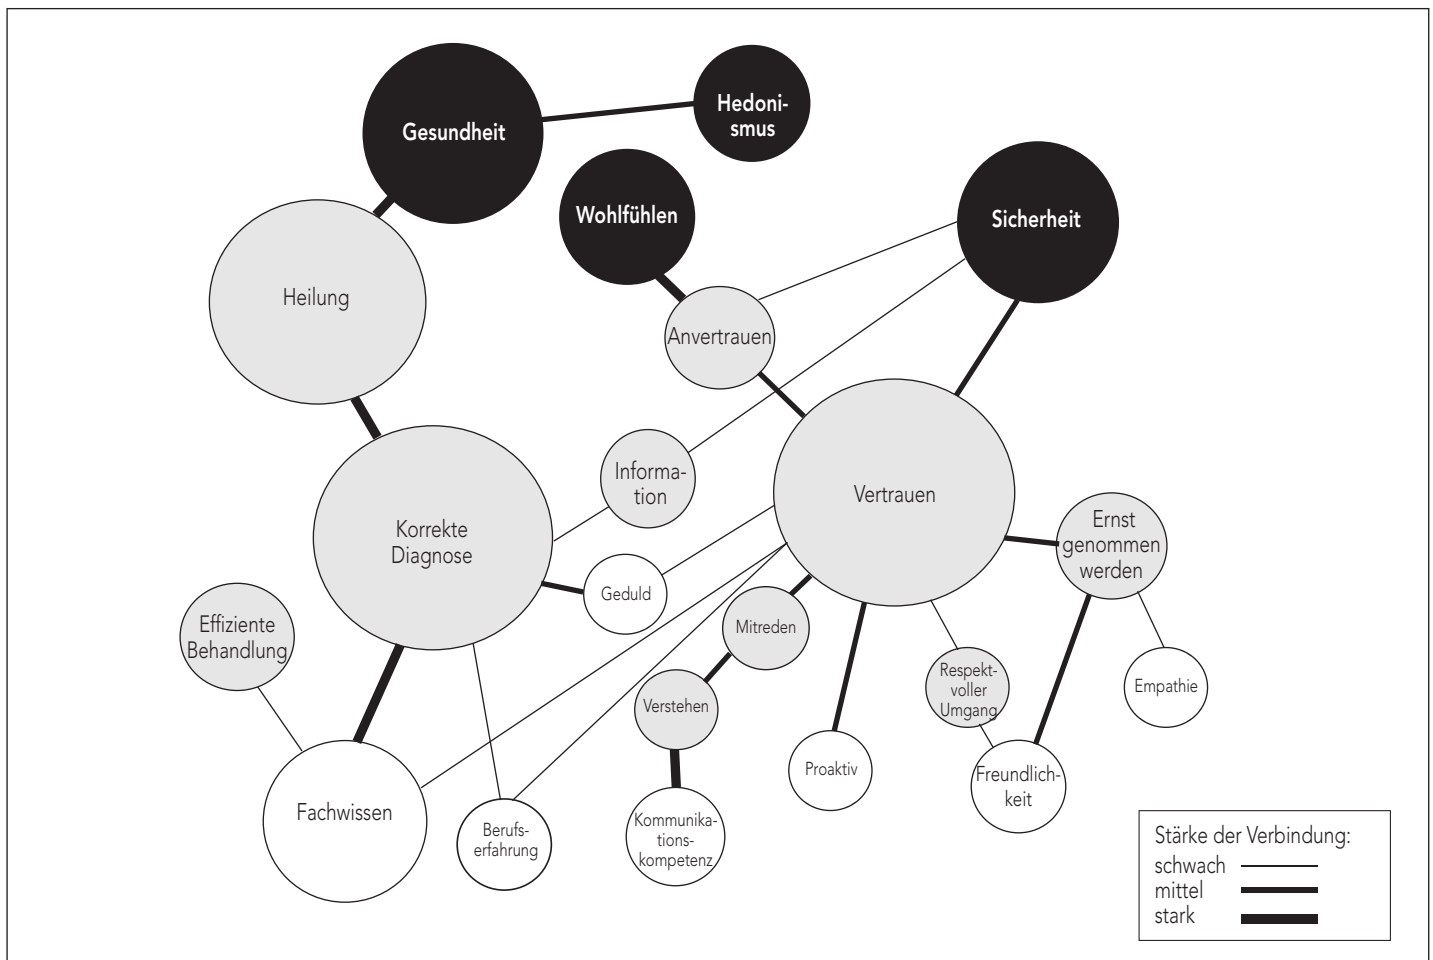 Gesundheit
Hedoni-
smus
Wohlfühlen
Sicherheit
Heilung
Anvertrauen
Informa-
tion
Vertrauen
Korrekte
Diagnose
Ernst
genommen
werden
Geduld
Effiziente
Behandlung
Mitreden
Respekt-
voller
Umgang
Empathie
Verstehen
Proaktiv
Freundlich-
keit
Fachwissen
Berufs-
erfahrung
Kommunika-
tions-
kompetenz
Stärke der Verbindung:
schwach
mittel
stark